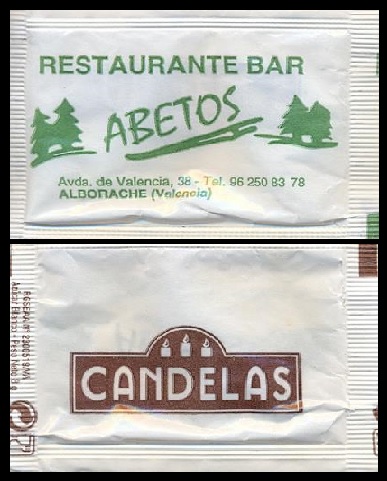 RESTAURANTE BAR
ABETOS
Avda. de Valencia, 38 - Tel. 96 250 83 78
ALBORACHE (Valencia)
CANDELAS